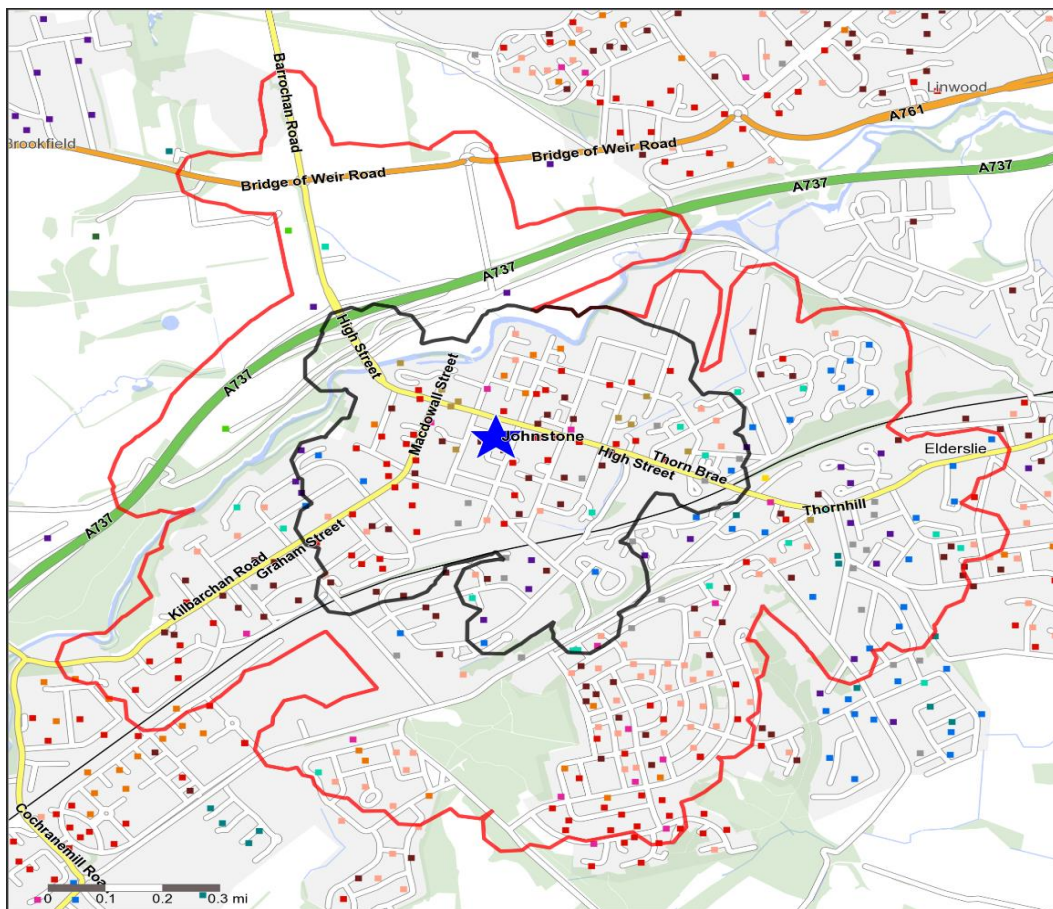 Barrochan Road
Linwood
A761
Brookfield
Bridge of Weir Road
Bridge of Weir Road
A737
A737
A737
High Street
Macdowall Street
A737
Johnstone
High Street
Thorn Brae
Elderslie
Thornhill
A737
Graham Street
Kilbarchan Road
Cochranemill Roa
0 0.1 0.2 0.3 mi